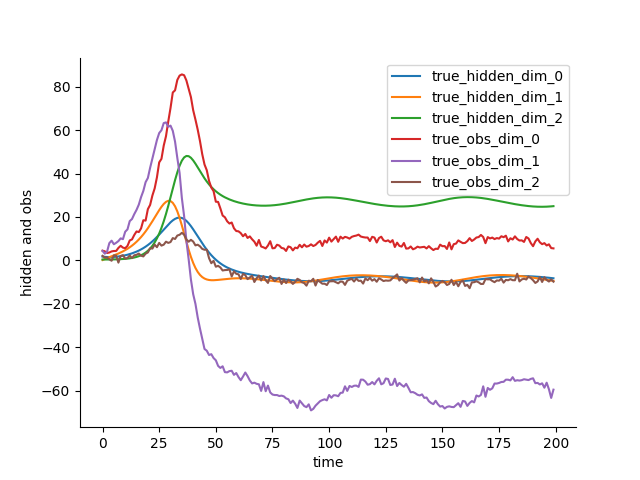 true_hidden_dim_0
true_hidden_dim_1
true_hidden_dim_2
true_obs_dim_0
true_obs_dim_1
true_obs_dim_2
hidden and obs
80
60
40
20
0
−20
−40
−60
0 25 50 75 100 125 150 175 200
time